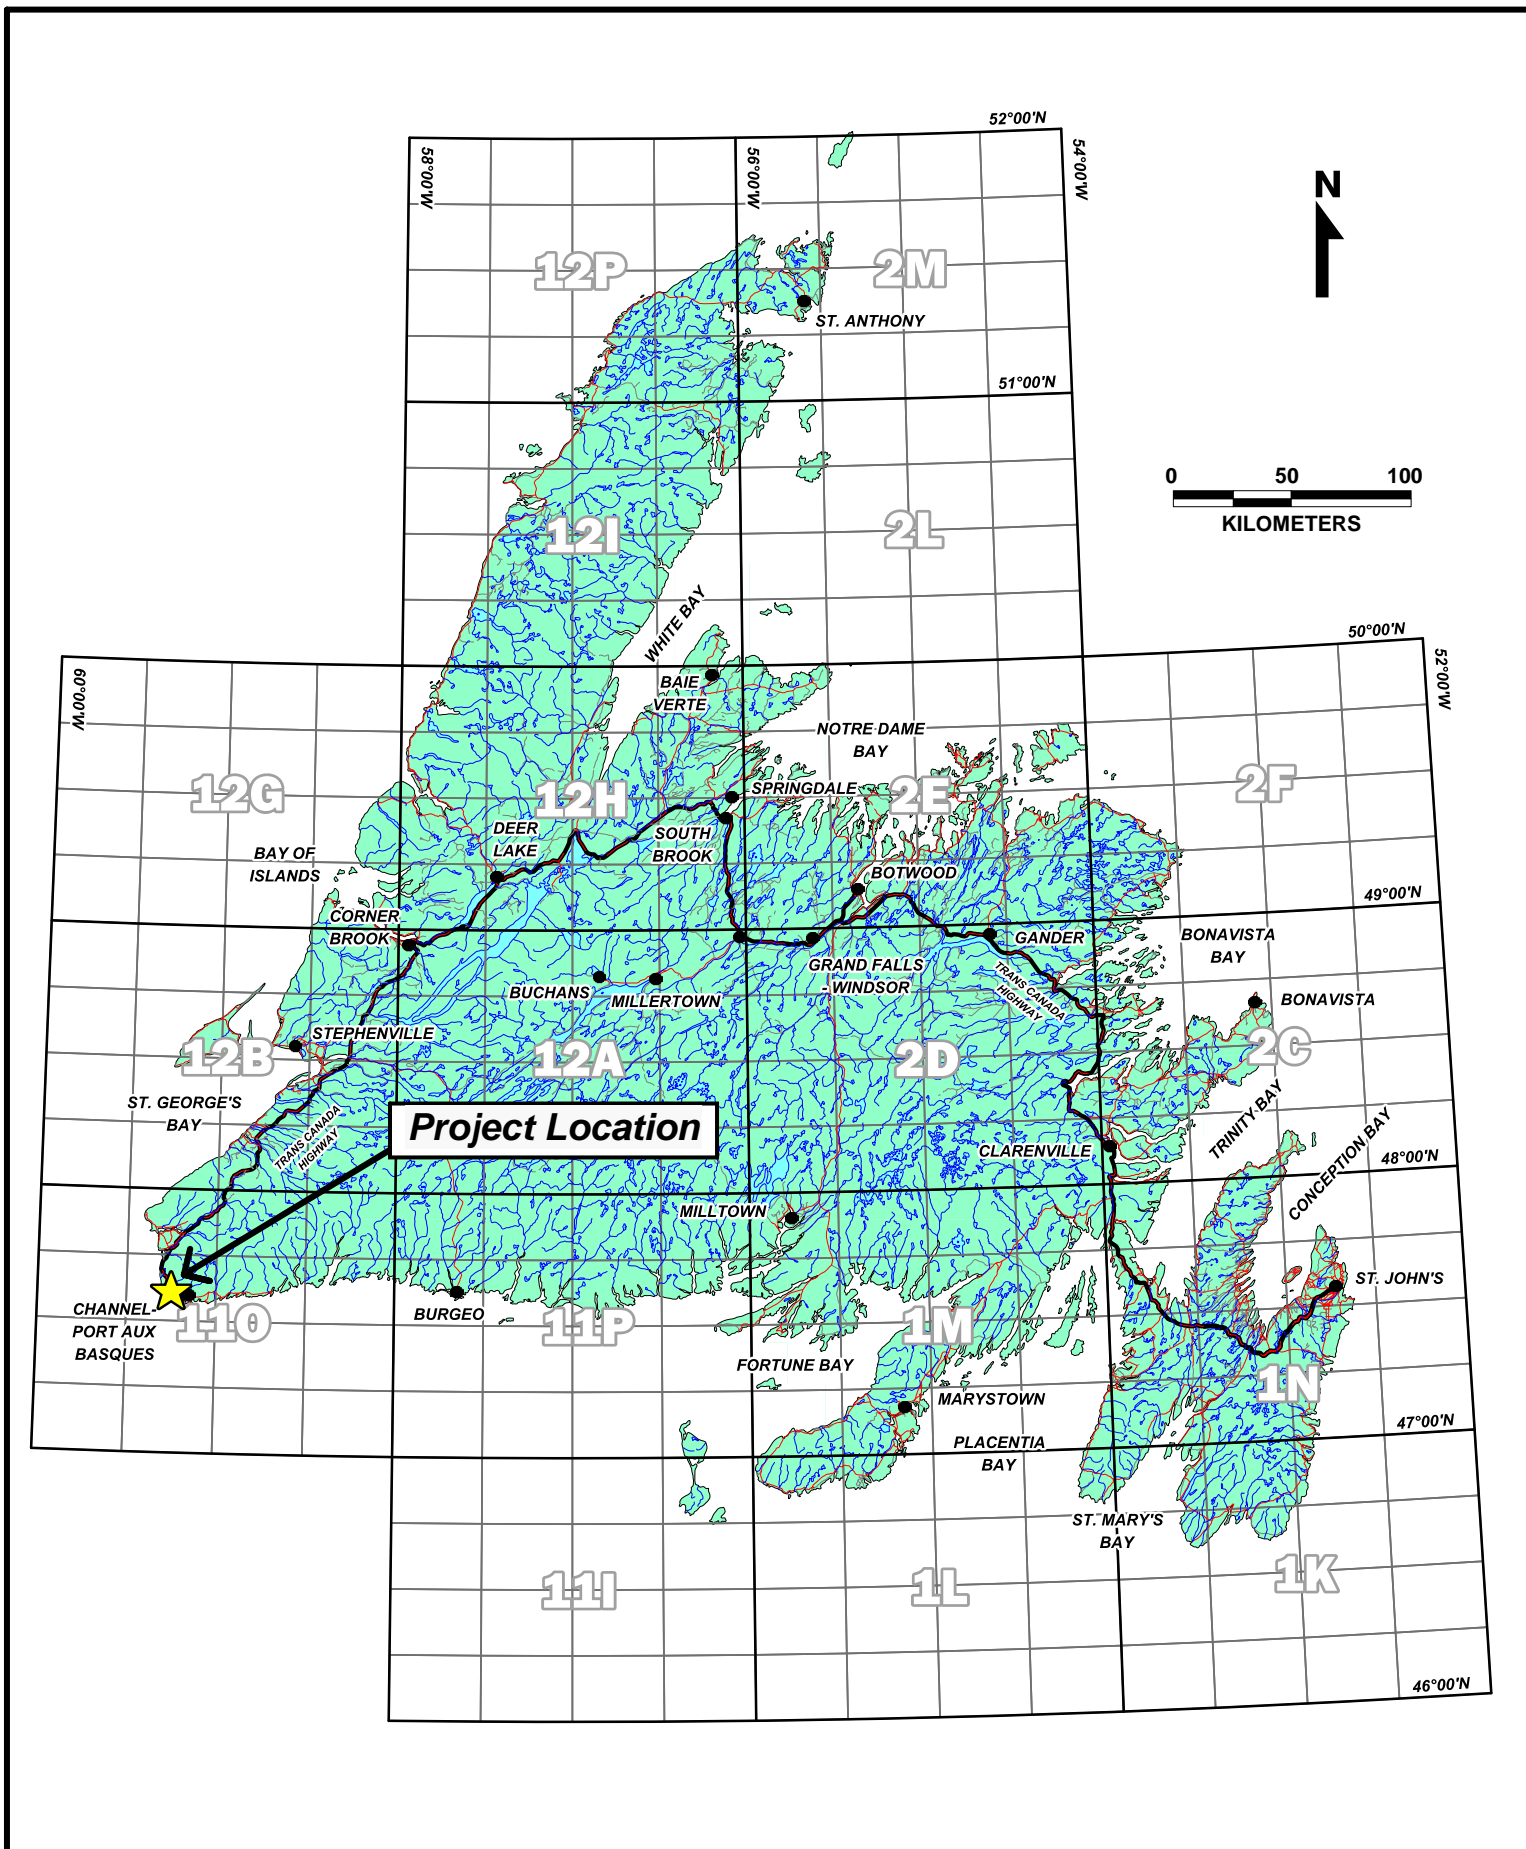 52°00'N
58°00'W
56°00'W
54°00'W
N
12P
2M
ST. ANTHONY
51°00'N
0 50 100
KILOMETERS
12I
2L
WHITE BAY
50°00'N
60°00'W
52°00'W
BAIE
VERTE
NOTRE DAME
BAY
12G
12H
SPRINGDALE
2E
2F
DEER
LAKE
SOUTH
BROOK
BAY OF
ISLANDS
BOTWOOD
49°00'N
CORNER
BROOK
GANDER
BONAVISTA
BAY
GRAND FALLS
- WINDSOR
TRANS CANADA
HIGHWAY
BUCHANS
MILLERTOWN
BONAVISTA
STEPHENVILLE
12B
12A
2D
2C
ST. GEORGE'S
BAY
TRANS CANADA
HIGHWAY
Project Location
TRINITY BAY
CONCEPTION BAY
CLARENVILLE
48°00'N
MILLTOWN
ST. JOHN'S
CHANNEL-
PORT AUX
BASQUES
11O
BURGEO
11P
1M
FORTUNE BAY
1N
MARYSTOWN
47°00'N
PLACENTIA
BAY
ST. MARY'S
BAY
11I
1L
1K
46°00'N